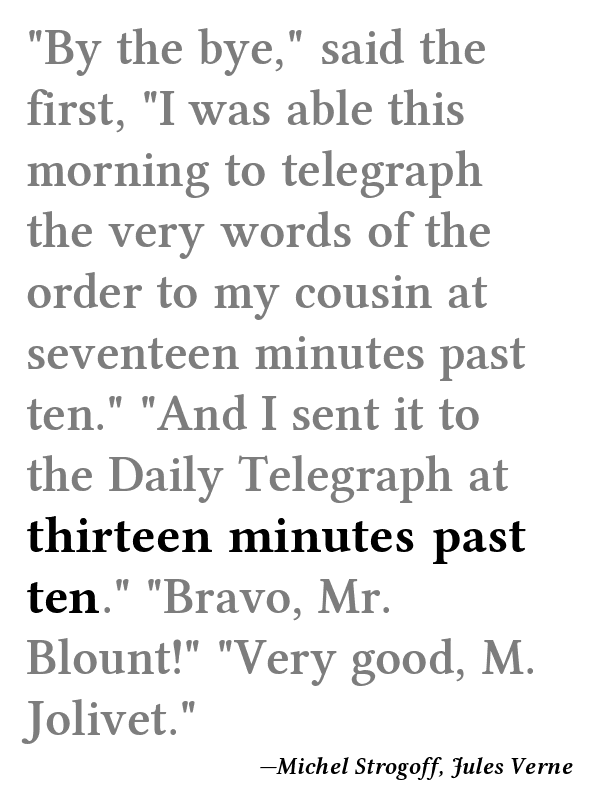 "By the bye," said the
first, "I was able this
morning to telegraph
the very words of the
order to my cousin at
seventeen minutes past
ten." "And I sent it to
the Daily Telegraph at
thirteen minutes past
ten." "Bravo, Mr.
Blount!" "Very good, M.
Jolivet."
—Michel Strogoff, Jules Verne